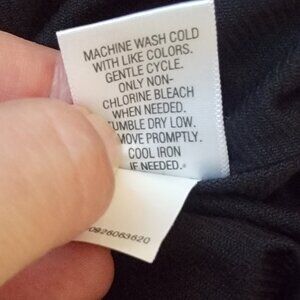 MACHINE WASH COLD
WITH LIKE COLORS.
GENTLE CYCLE.
ONLY NON-
CHLORINE BLEACH
WHEN NEEDED.
UMBLE DRY LOW.
MOVE PROMPTLY.
COOL IRON
IF NEEDED.
0926063620